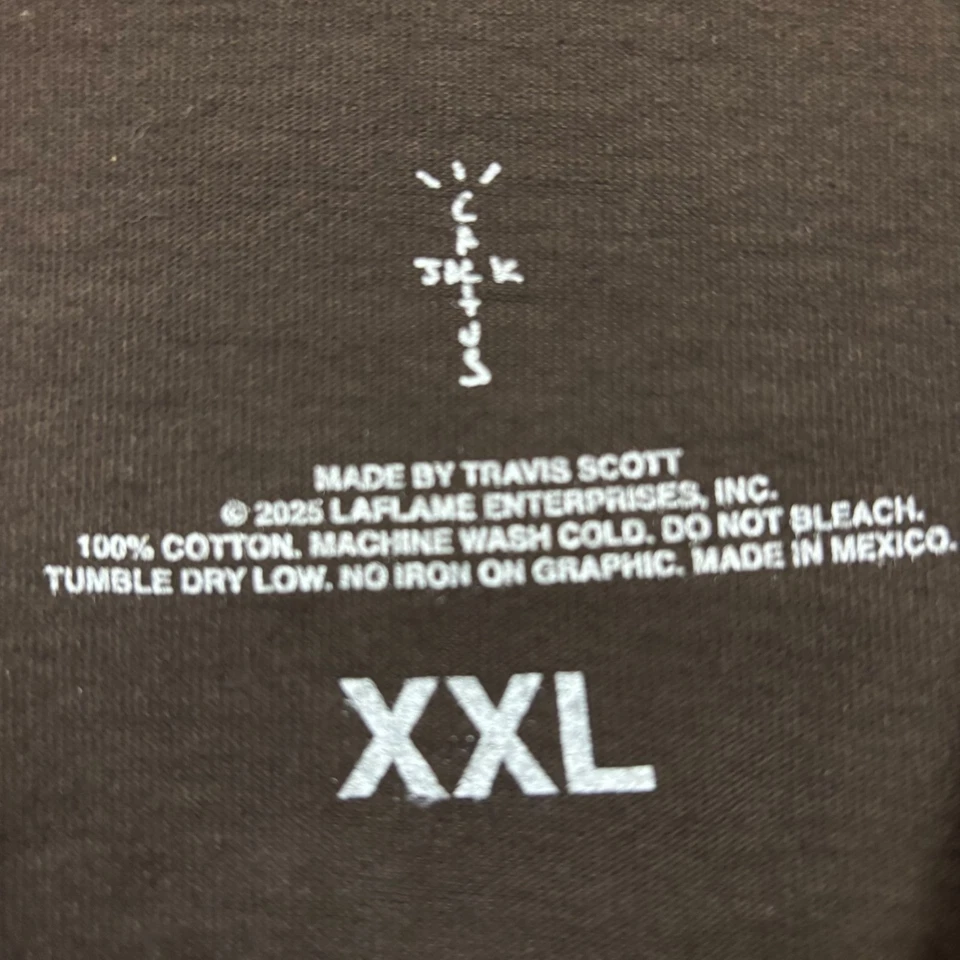 CACTUS
JACK
MADE BY TRAVIS SCOTT
© 2025 LAFLAME ENTERPRISES, INC.
100% COTTON. MACHINE WASH COLD. DO NOT BLEACH.
TUMBLE DRY LOW. NO IRON ON GRAPHIC. MADE IN MEXICO.
XXL